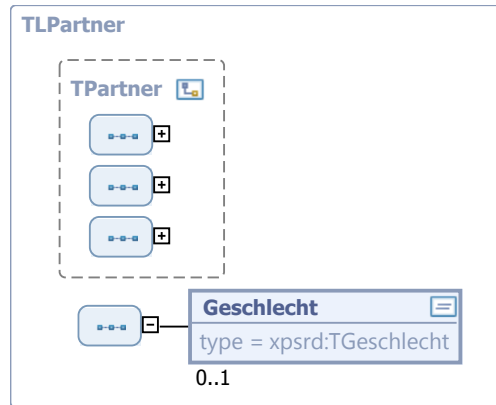 TLPartner
TPartner
Geschlecht
type = xpsrd:TGeschlecht
0..1